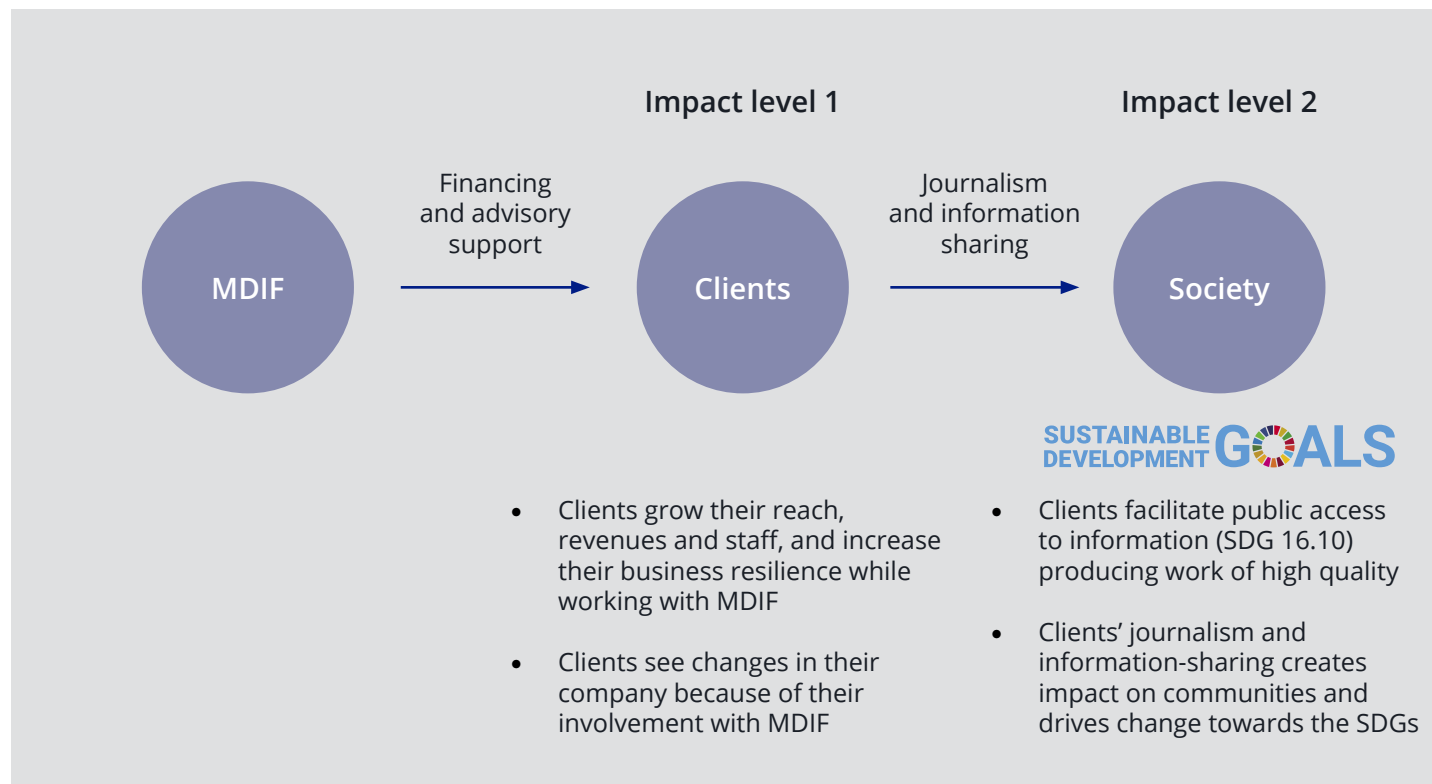 Impact level 1
Impact level 2
Financing
and advisory
support
Journalism
and information
sharing
MDIF
Clients
Society
SUSTAINABLE
DEVELOPMENT
GOALS
• Clients grow their reach,
revenues and staff, and increase
their business resilience while
working with MDIF
• Clients see changes in their
company because of their
involvement with MDIF
• Clients facilitate public access
to information (SDG 16.10)
producing work of high quality
• Clients’ journalism and
information-sharing creates
impact on communities and
drives change towards the SDGs